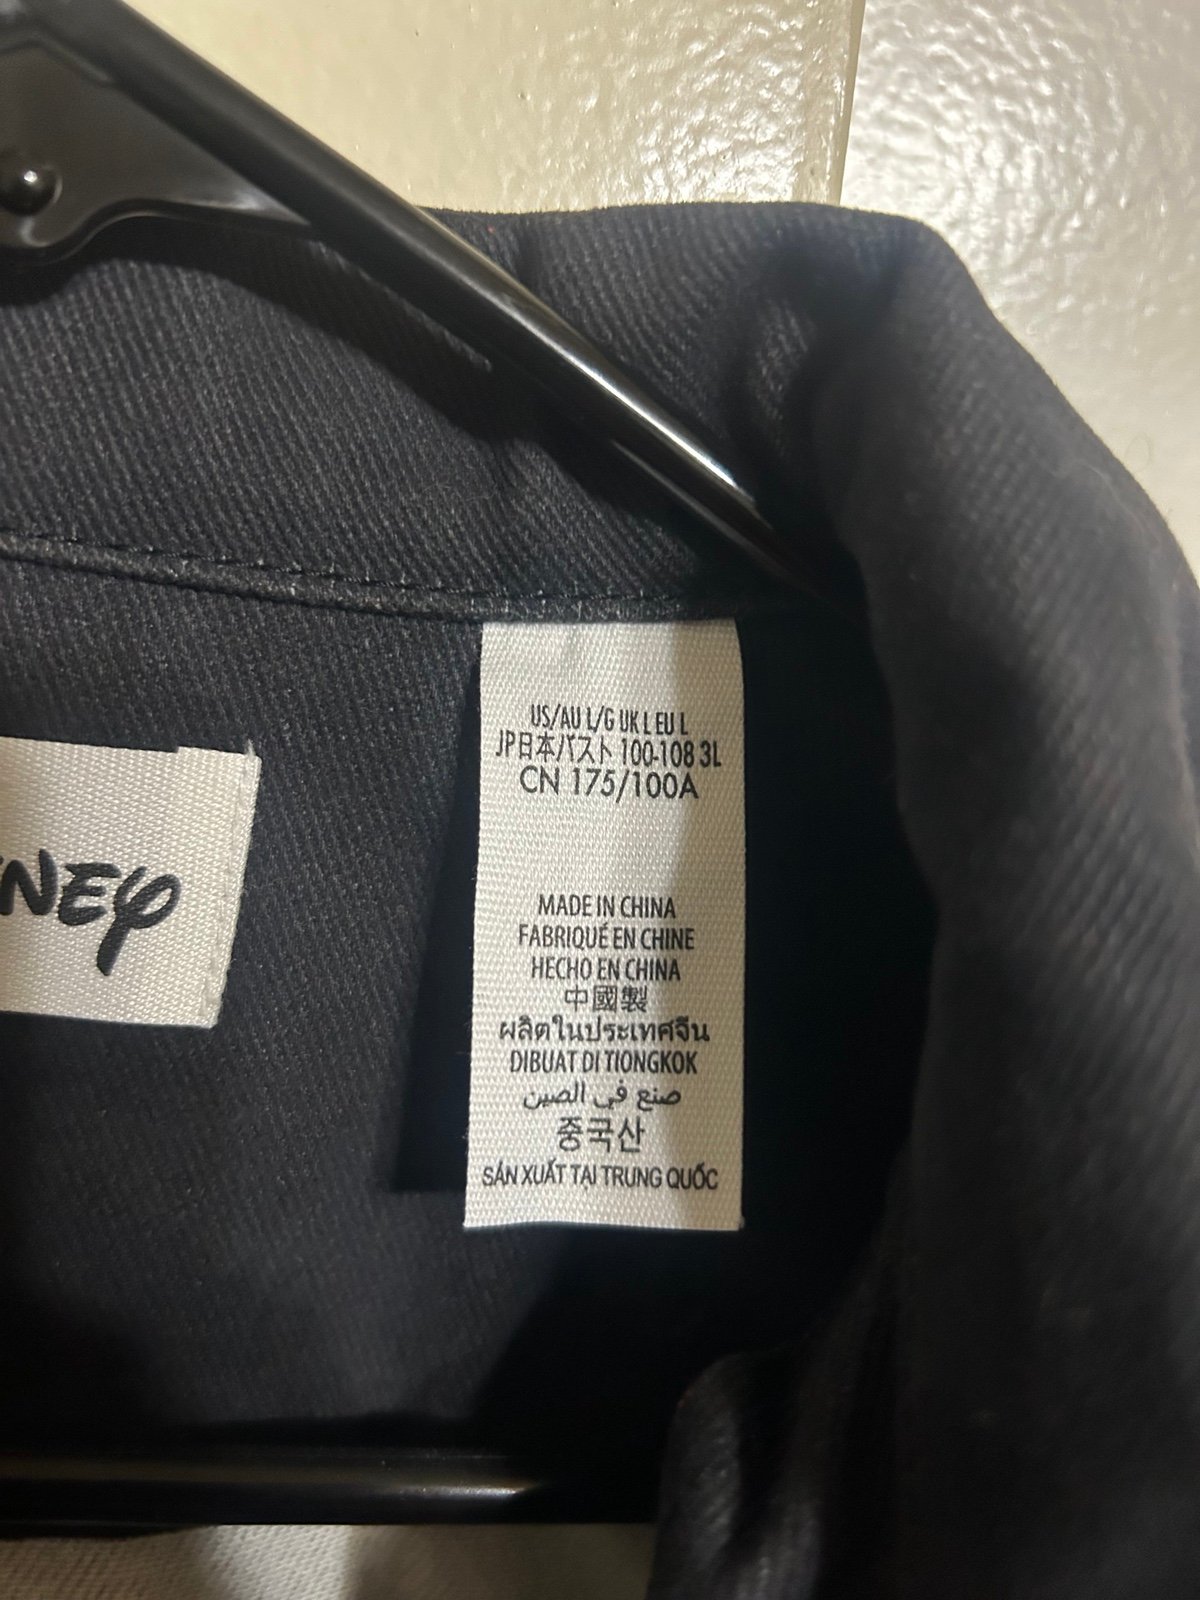 NEY
US/AU L/G UK L EU L
JP日本バスト 100-108 3L
CN 175/100A
MADE IN CHINA
FABRIQUÉ EN CHINE
HECHO EN CHINA
中國製
ผลิตในประเทศจีน
DIBUAT DI TIONGKOK
صنع في الصين
중국산
SẢN XUẤT TẠI TRUNG QUỐC